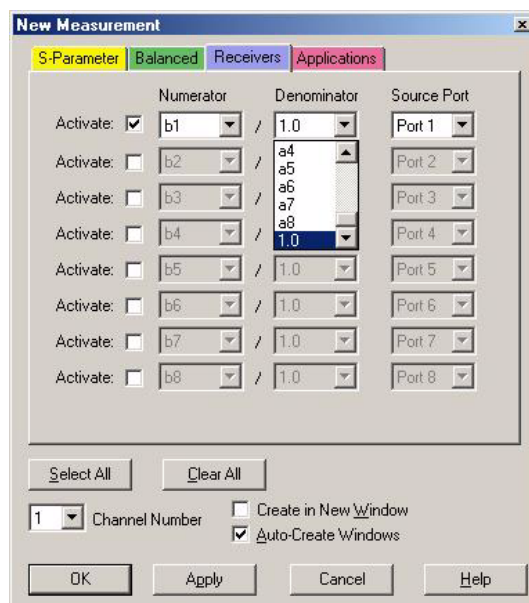 New Measurement
S-Parameter Balanced Receivers Applications
Numerator Denominator Source Port
Activate: b1 / 1.0 Port 1
Activate: b2 / a4 Port 2
a5
Activate: b3 / a6 Port 3
a7
Activate: b4 / a8 Port 4
1.0
Activate: b5 / 1.0 Port 5
Activate: b6 / 1.0 Port 6
Activate: b7 / 1.0 Port 7
Activate: b8 / 1.0 Port 8
Select All Clear All
1 Channel Number Create in New Window
Auto-Create Windows
OK Apply Cancel Help